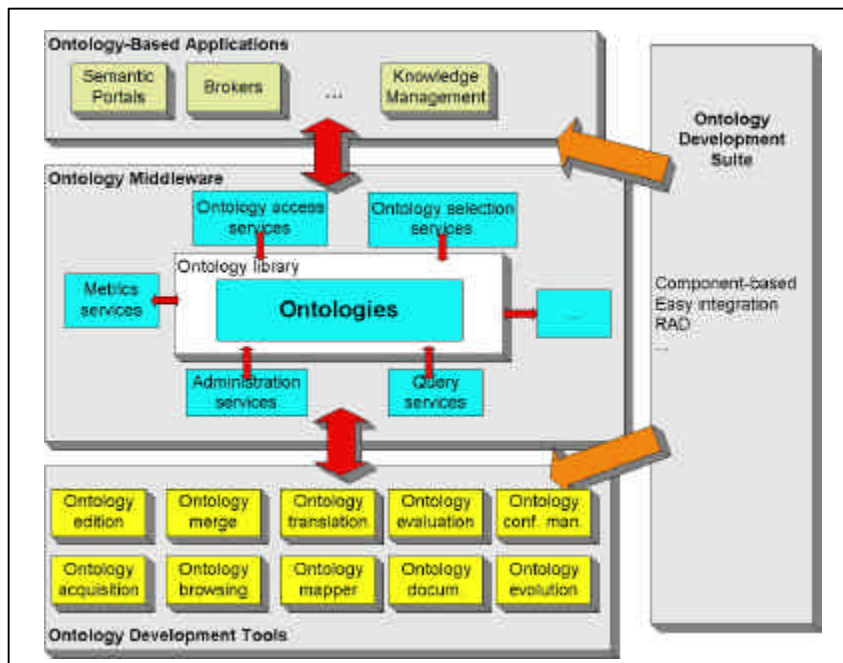 Ontology-Based Applications
Semantic
Portals
Brokers
...
Knowledge
Management
Ontology Middleware
Ontology access
services
Ontology selection
services
Ontology library
Metrics
services
Ontologies
...
Administration
services
Query
services
Ontology
edition
Ontology
merge
Ontology
translation
Ontology
evaluation
Ontology
conf. man.
Ontology
acquisition
Ontology
browsing
Ontology
mapper
Ontology
docum
Ontology
evolution
Ontology Development Tools
Ontology
Development
Suite
Component-based
Easy integration
RAD
...